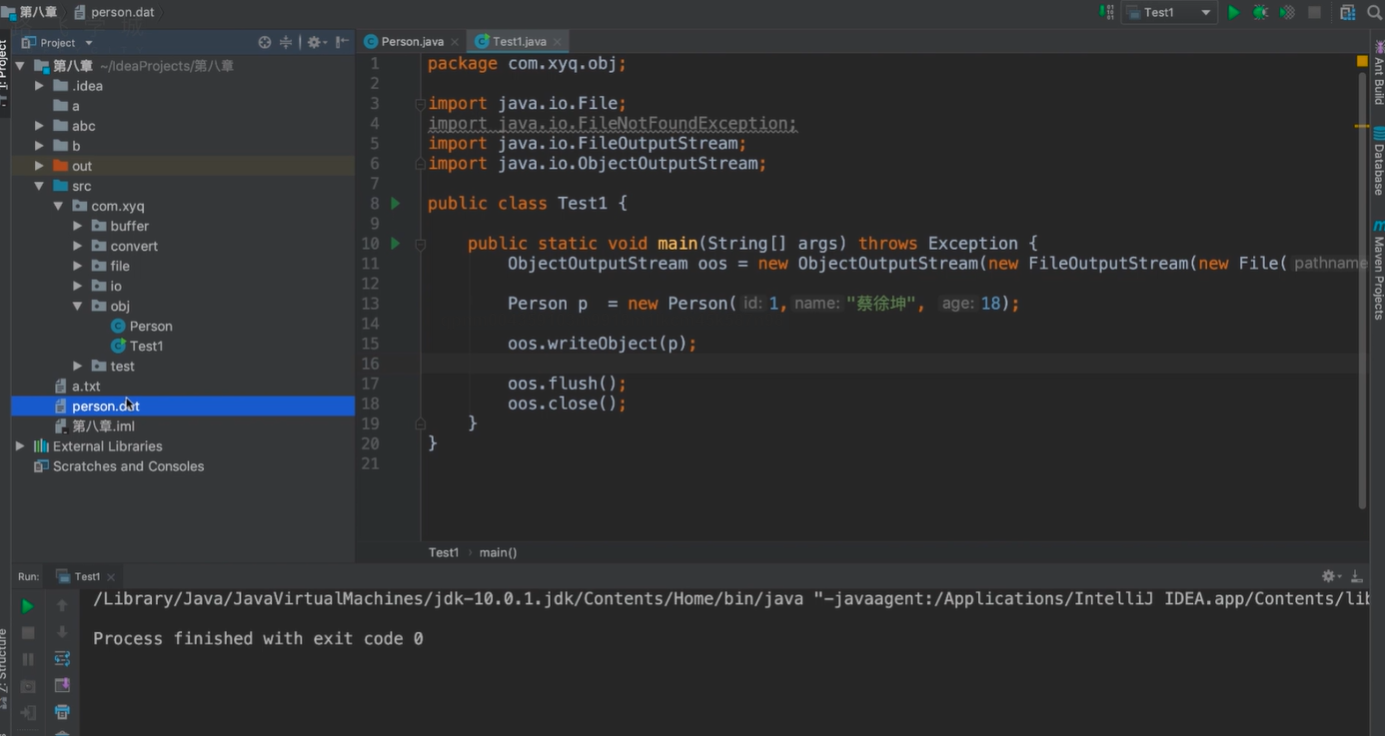 第八章 person.dat
Test1
Project
Person.java
Test1.java
1: Project
第八章 ~/IdeaProjects/第八章
.idea
a
abc
b
out
src
com.xyq
buffer
convert
file
io
obj
Person
Test1
test
a.txt
person.dat
第八章.iml
External Libraries
Scratches and Consoles
1 package com.xyq.obj;
2
3 import java.io.File;
4 import java.io.FileNotFoundException;
5 import java.io.FileOutputStream;
6 import java.io.ObjectOutputStream;
7
8 public class Test1 {
9
10 public static void main(String[] args) throws Exception {
11 ObjectOutputStream oos = new ObjectOutputStream(new FileOutputStream(new File( pathname
12
13 Person p = new Person( id: 1, name: "蔡徐坤", age: 18);
14
15 oos.writeObject(p);
16
17 oos.flush();
18 oos.close();
19 }
20 }
21
Test1 › main()
Ant Build
Database
Maven Projects
Run: Test1
/Library/Java/JavaVirtualMachines/jdk-10.0.1.jdk/Contents/Home/bin/java "-javaagent:/Applications/IntelliJ IDEA.app/Contents/lib
Process finished with exit code 0
Z: Structure